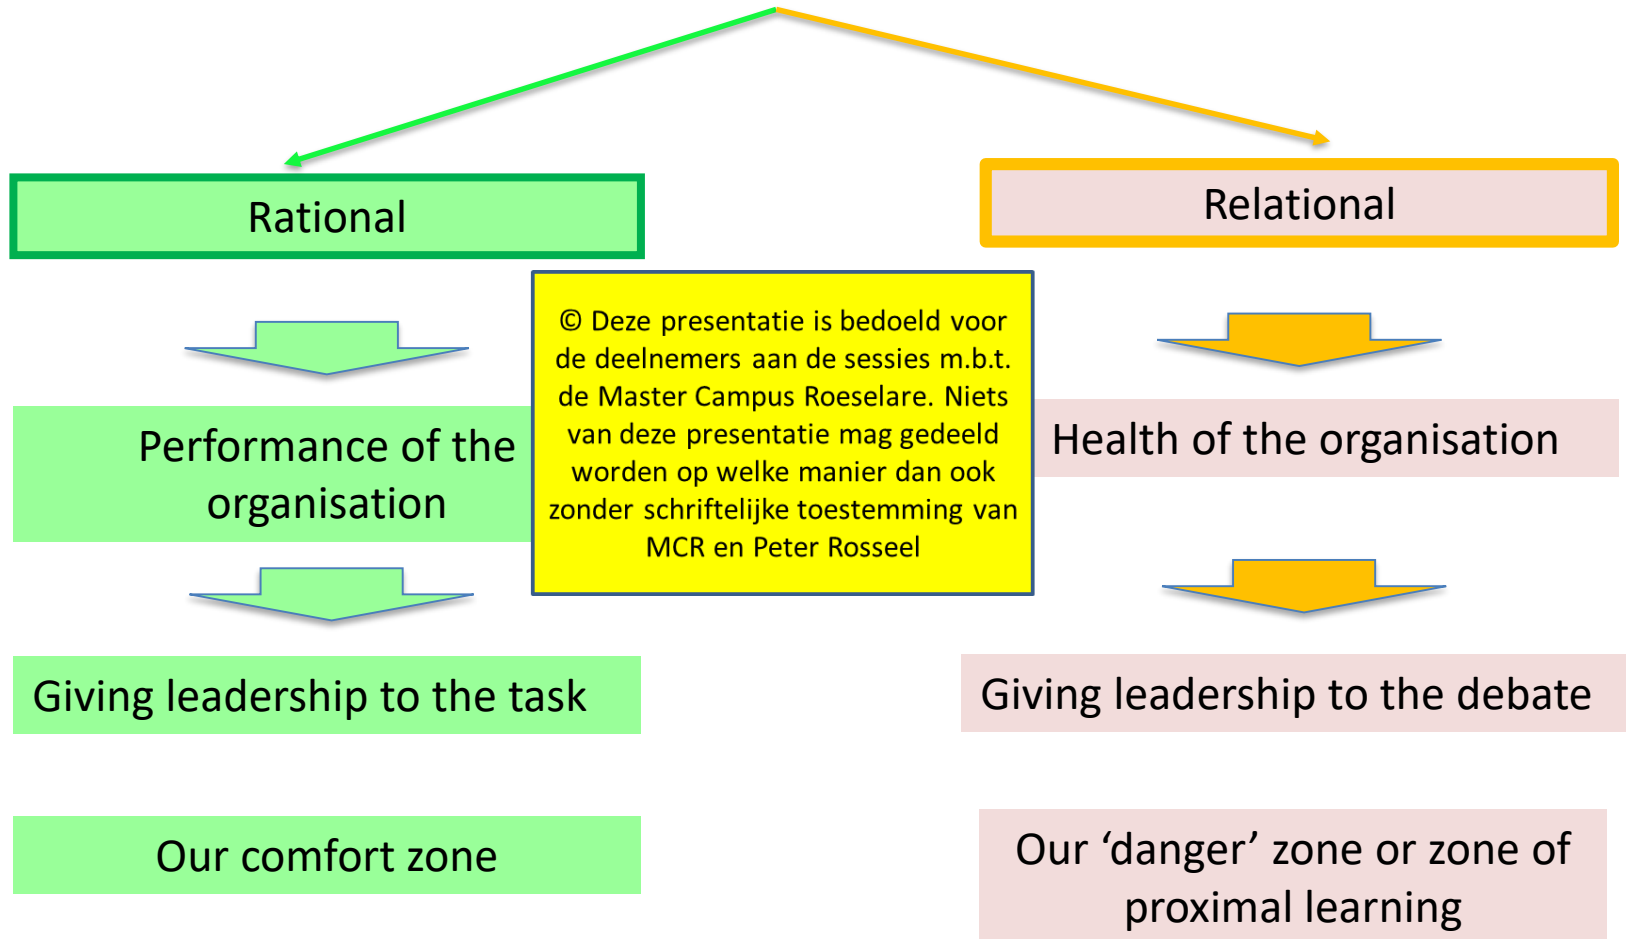 Rational
Relational
© Deze presentatie is bedoeld voor
de deelnemers aan de sessies m.b.t.
de Master Campus Roeselare. Niets
van deze presentatie mag gedeeld
worden op welke manier dan ook
zonder schriftelijke toestemming van
MCR en Peter Rosseel
Performance of the
organisation
Health of the organisation
Giving leadership to the task
Giving leadership to the debate
Our comfort zone
Our ‘danger’ zone or zone of
proximal learning